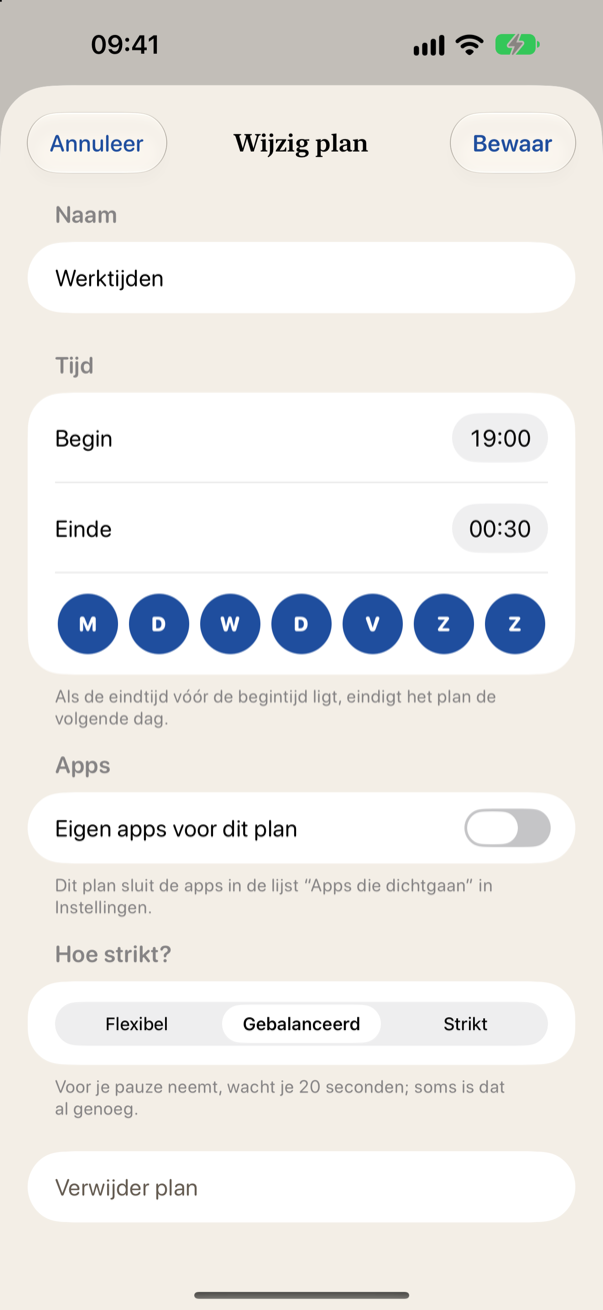 09:41
Annuleer
Wijzig plan
Bewaar
Naam
Werktijden
Tijd
Begin
19:00
Einde
00:30
M D W D V Z Z
Als de eindtijd vóór de begintijd ligt, eindigt het plan de
volgende dag.
Apps
Eigen apps voor dit plan
Dit plan sluit de apps in de lijst “Apps die dichtgaan” in
Instellingen.
Hoe strikt?
Flexibel
Gebalanceerd
Strikt
Voor je pauze neemt, wacht je 20 seconden; soms is dat
al genoeg.
Verwijder plan